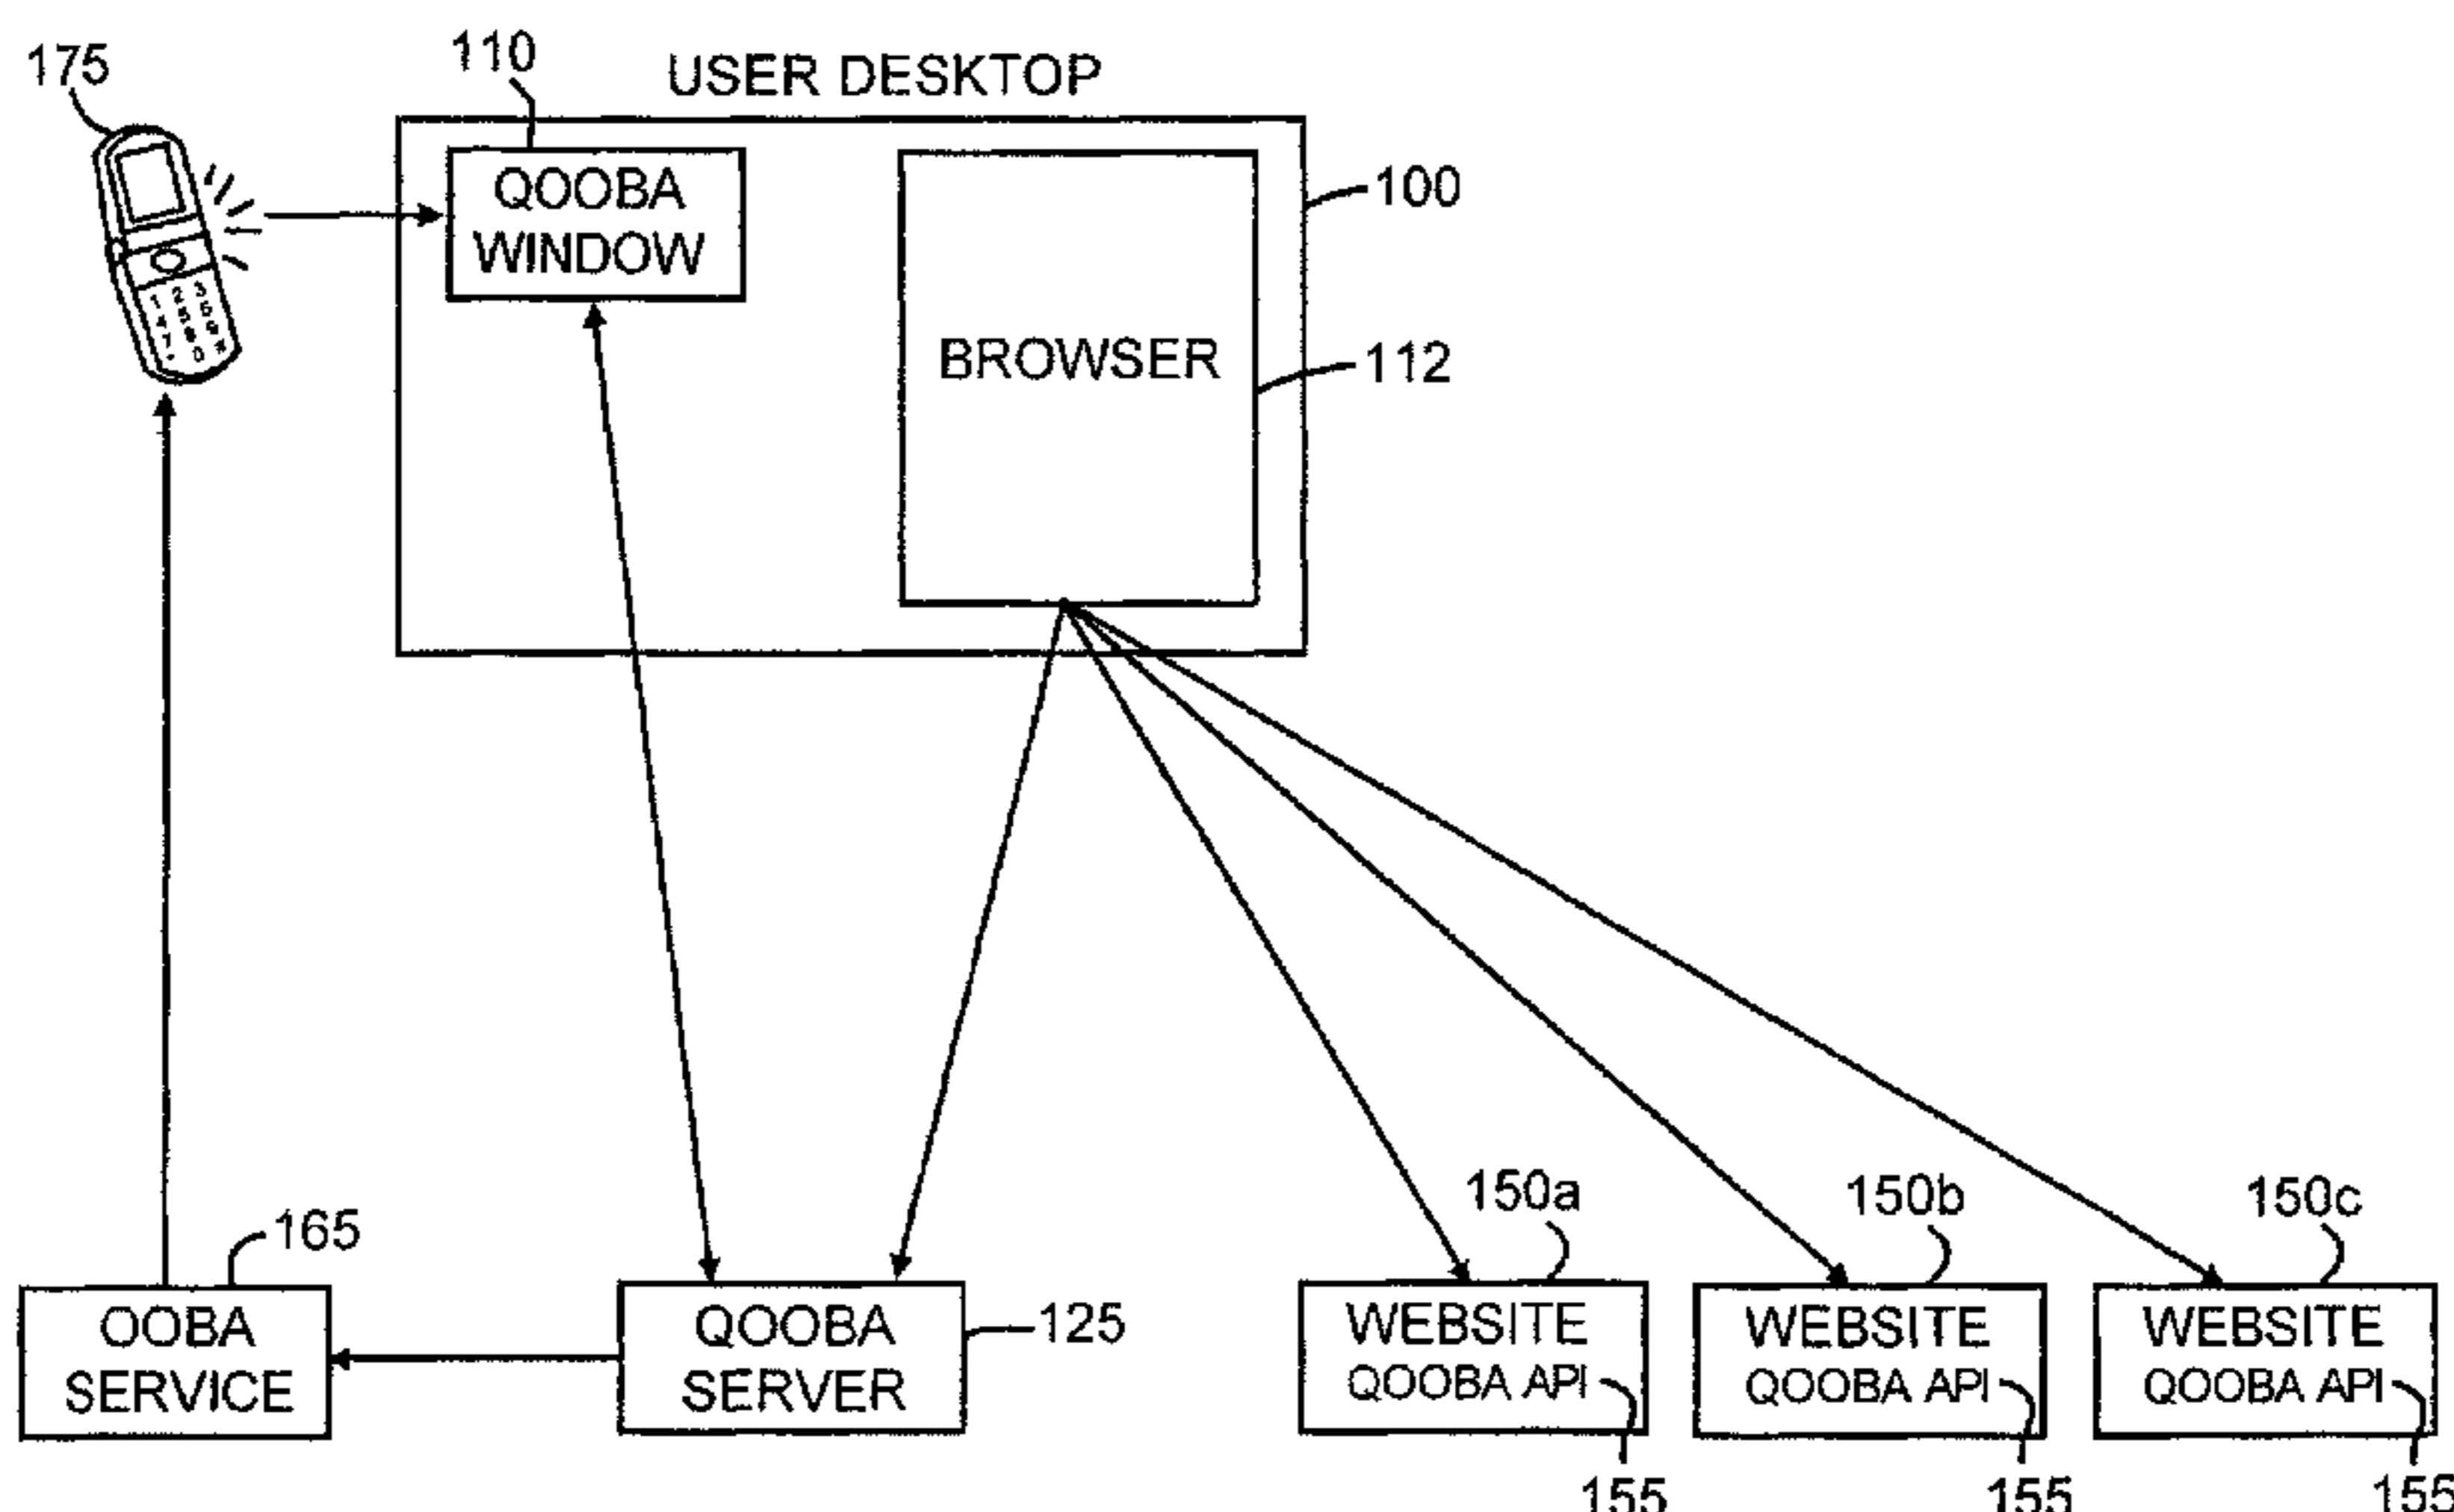 175
110
USER DESKTOP
QOOBA
WINDOW
100
BROWSER
112
150a
150b
150c
165
OOBA
SERVICE
QOOBA
SERVER
125
WEBSITE
QOOBA API
WEBSITE
QOOBA API
WEBSITE
QOOBA API
155
155
155